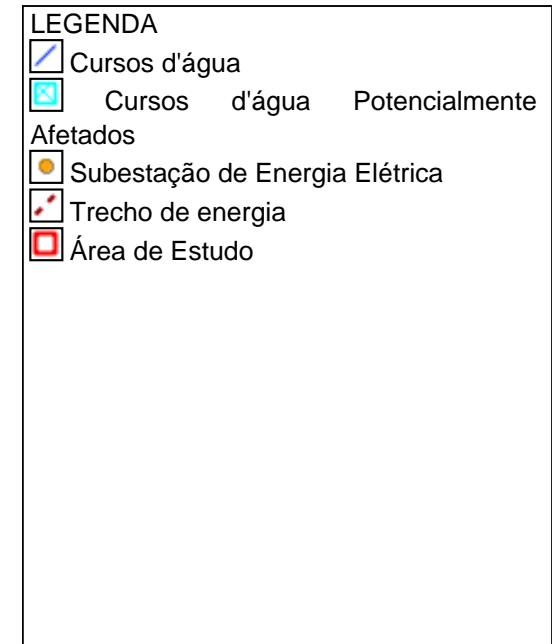 LEGENDA
Cursos d'água
Cursos d'água Potencialmente
Afetados
Subestação de Energia Elétrica
Trecho de energia
Área de Estudo